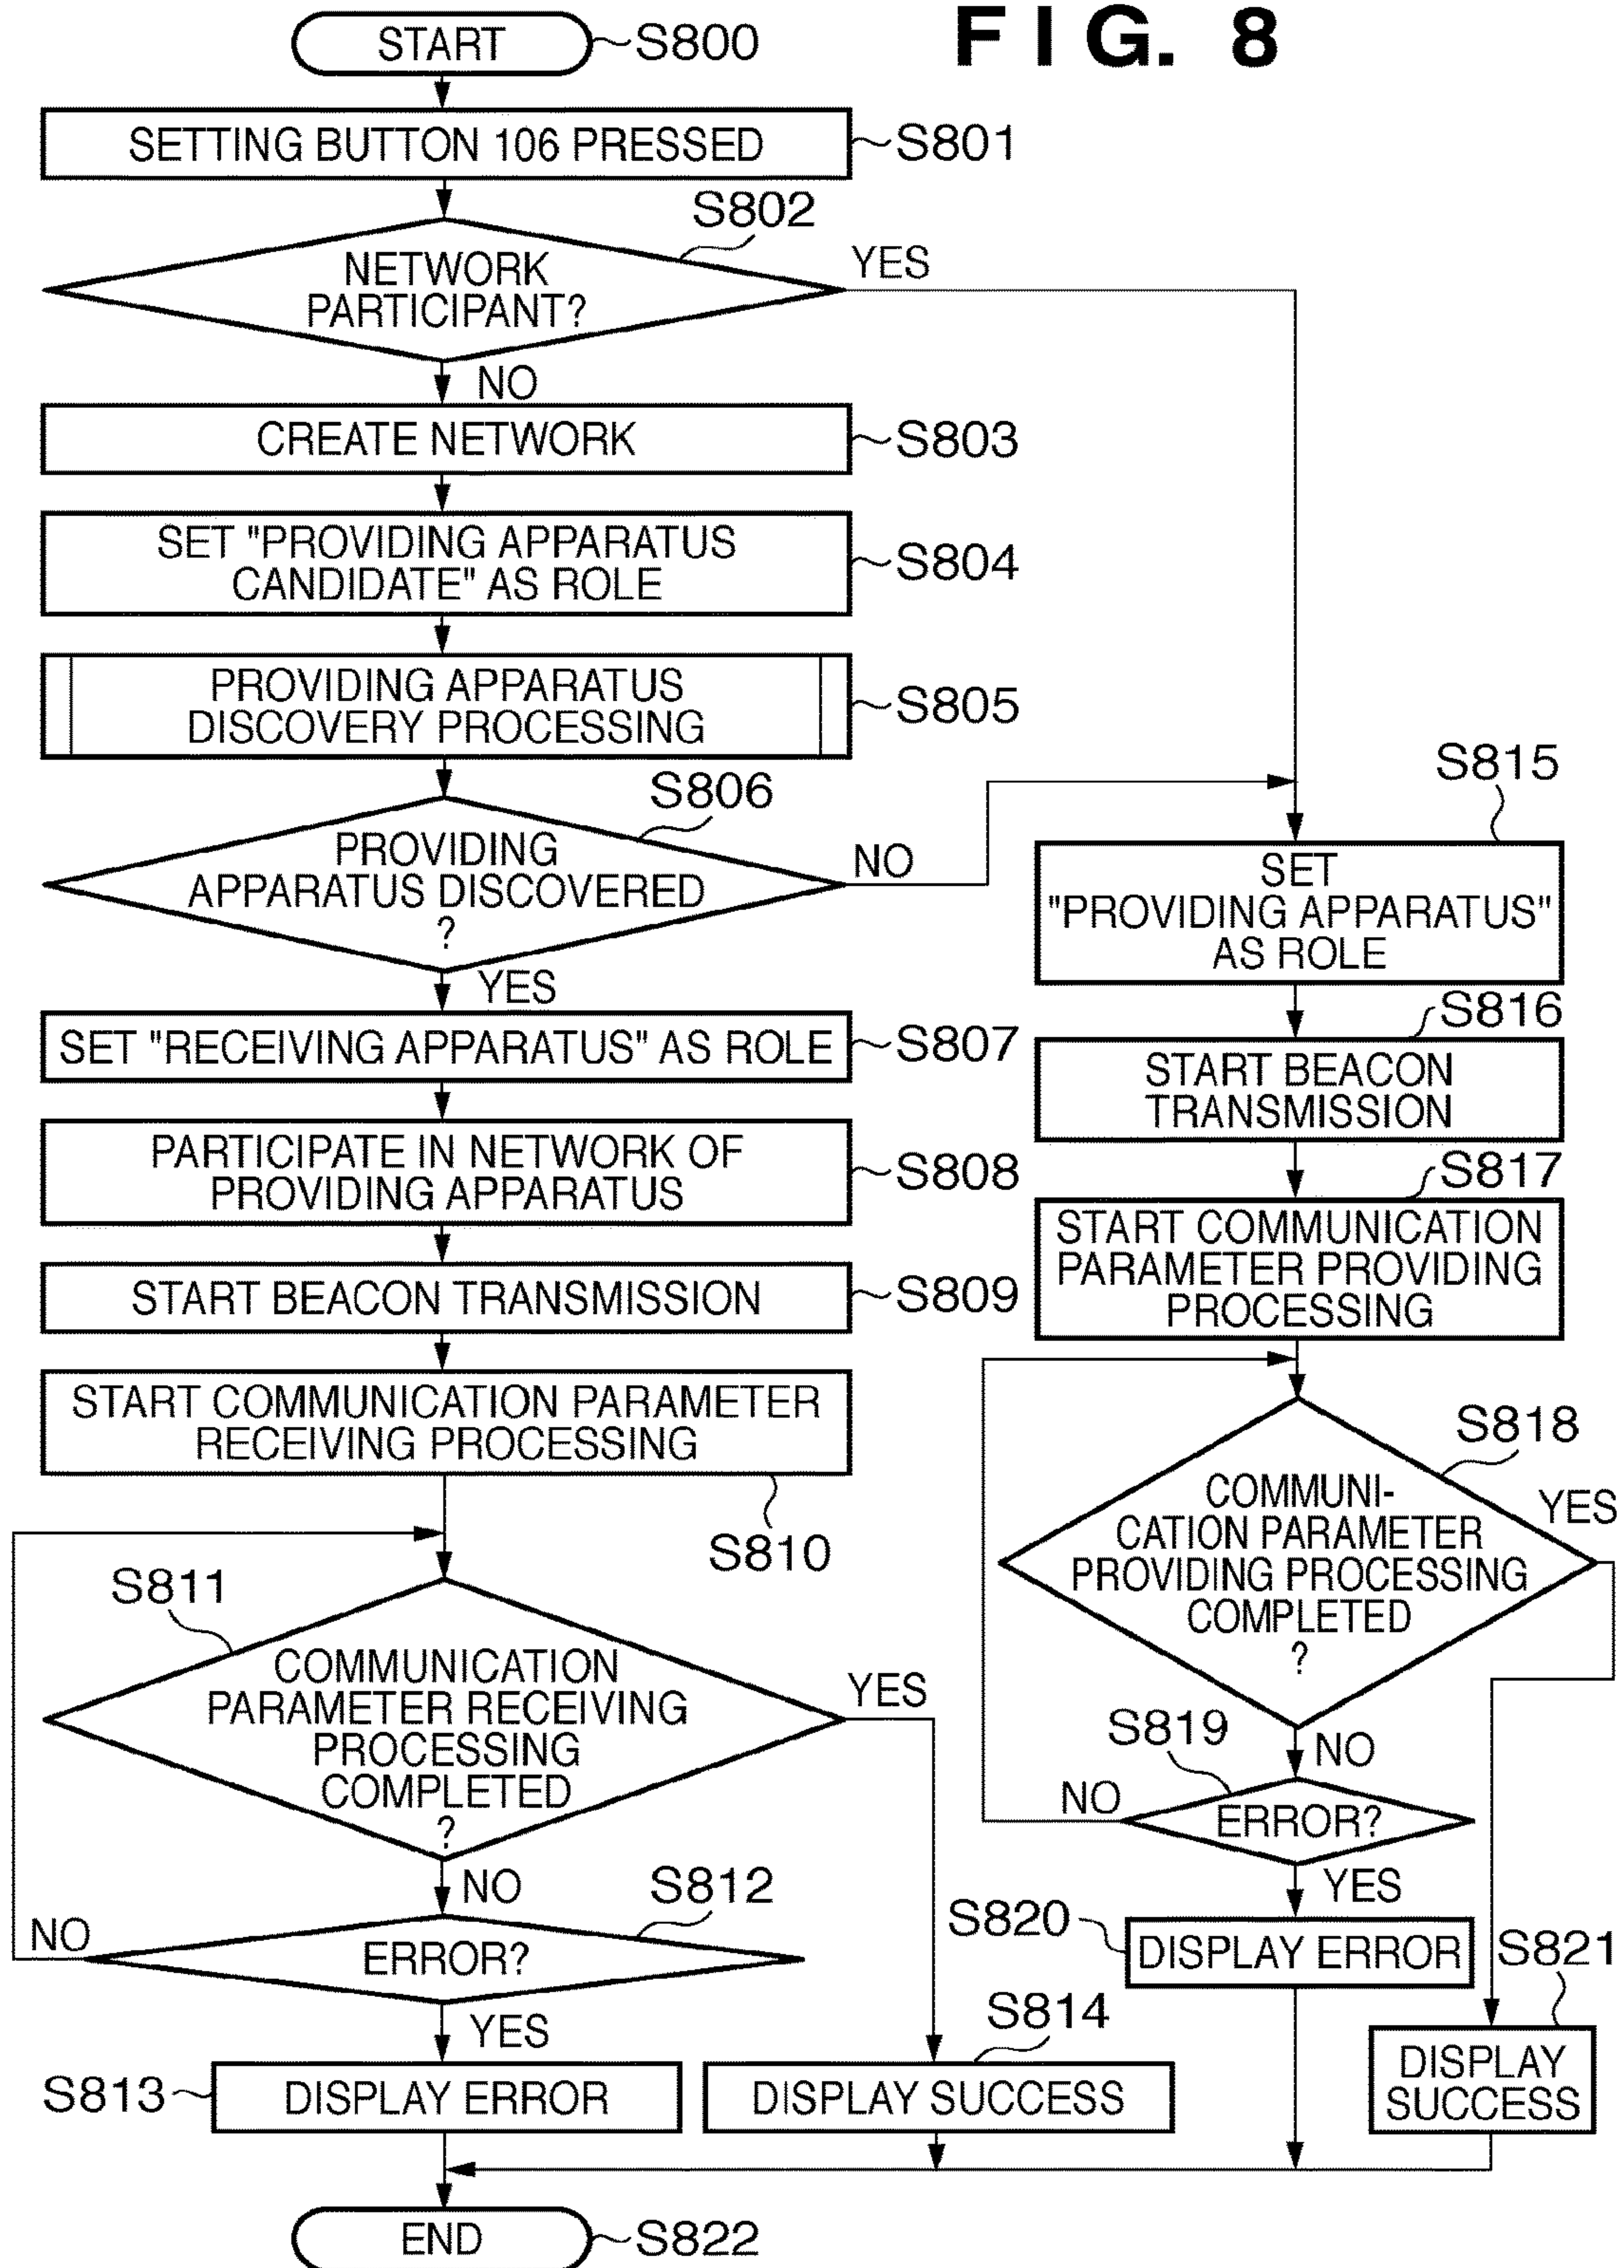 FIG. 8
START
S800
SETTING BUTTON 106 PRESSED
S801
S802
NETWORK
PARTICIPANT?
YES
NO
CREATE NETWORK
S803
SET "PROVIDING APPARATUS
CANDIDATE" AS ROLE
S804
PROVIDING APPARATUS
DISCOVERY PROCESSING
S805
S806
PROVIDING
APPARATUS DISCOVERED
?
NO
YES
SET "RECEIVING APPARATUS" AS ROLE
S807
PARTICIPATE IN NETWORK OF
PROVIDING APPARATUS
S808
START BEACON TRANSMISSION
S809
START COMMUNICATION PARAMETER
RECEIVING PROCESSING
S810
S811
COMMUNICATION
PARAMETER RECEIVING
PROCESSING
COMPLETED
?
YES
NO
S812
ERROR?
NO
YES
S813
DISPLAY ERROR
S814
DISPLAY SUCCESS
S815
SET
"PROVIDING APPARATUS"
AS ROLE
S816
START BEACON
TRANSMISSION
S817
START COMMUNICATION
PARAMETER PROVIDING
PROCESSING
S818
COMMUNI-
CATION PARAMETER
PROVIDING PROCESSING
COMPLETED
?
YES
NO
S819
ERROR?
NO
YES
S820
DISPLAY ERROR
S821
DISPLAY
SUCCESS
END
S822